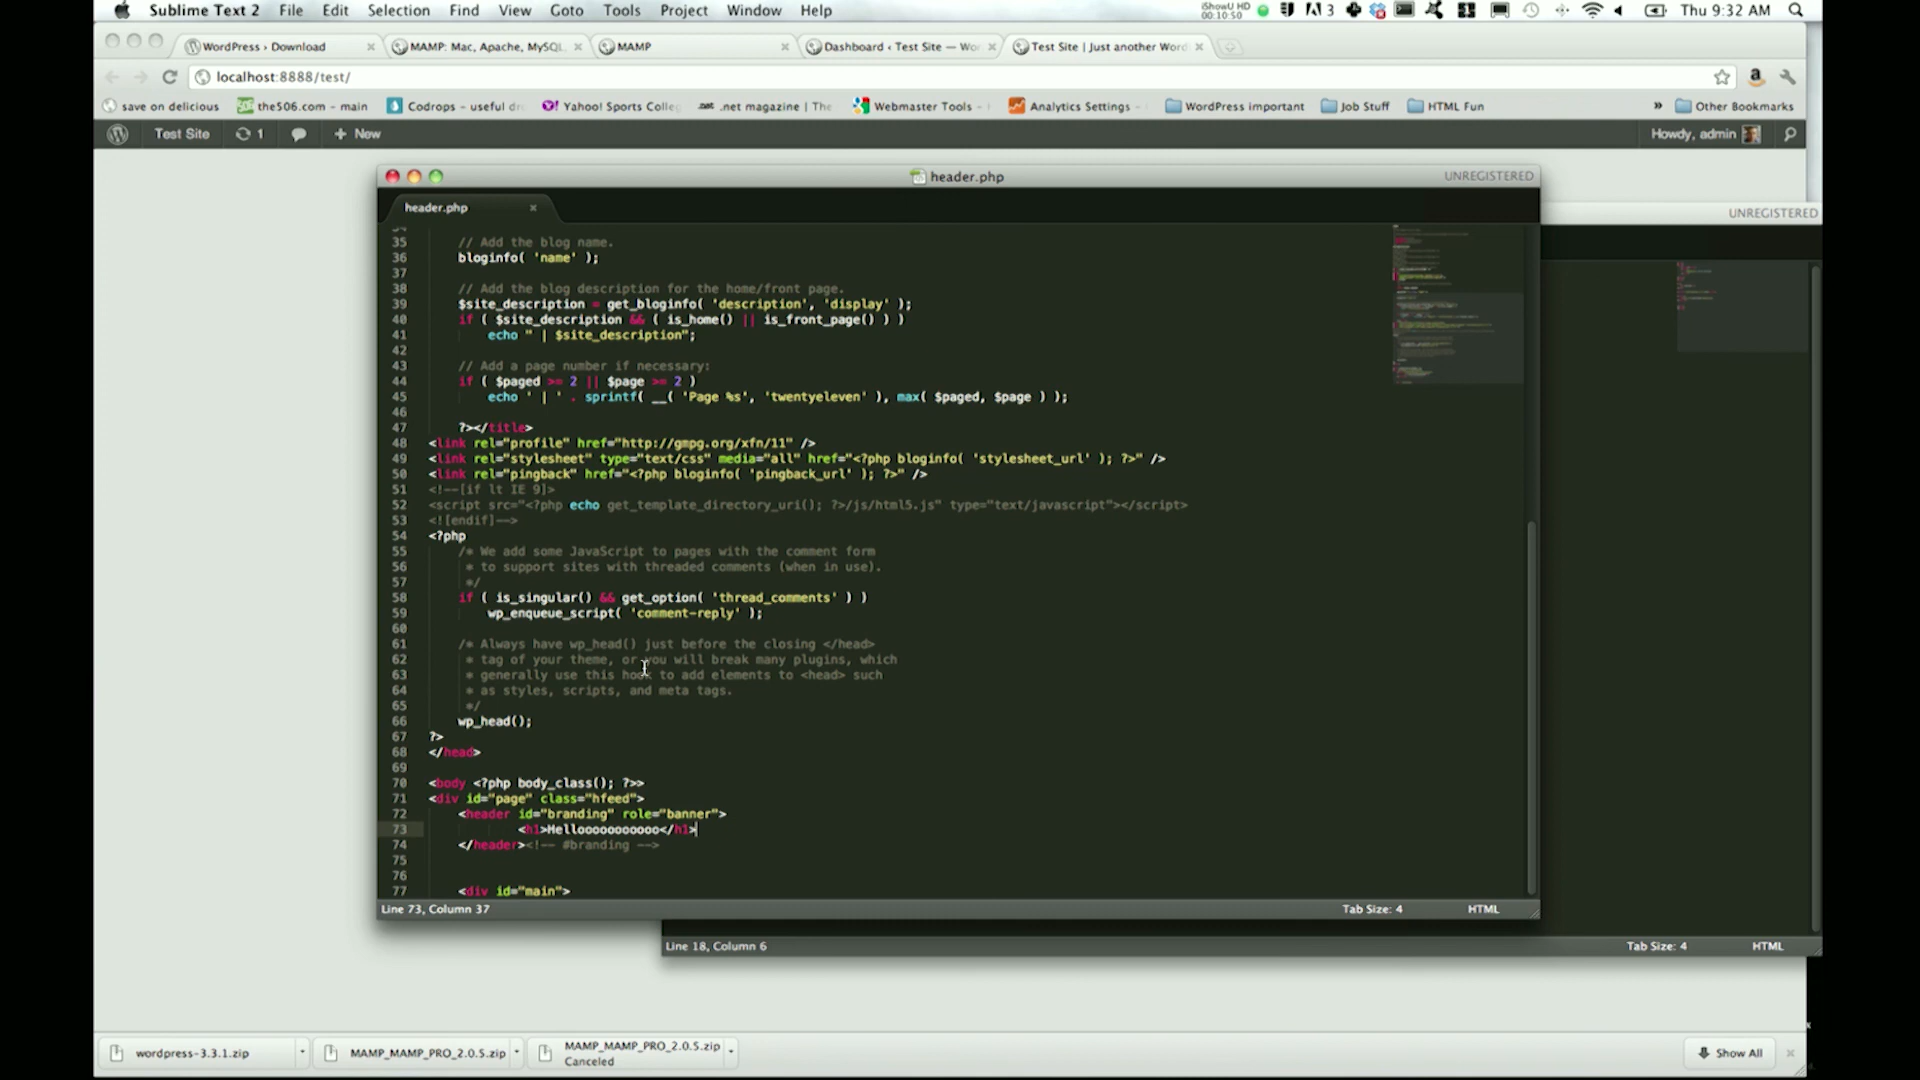 Sublime Text 2 File Edit Selection Find View Goto Tools Project Window Help iShowU HD 00:10:50 3 Thu 9:32 AM
WordPress › Download MAMP: Mac, Apache, MySQL MAMP Dashboard ‹ Test Site — Wo Test Site | Just another Word
localhost:8888/test/
save on delicious the506.com - main Codrops - useful dr Yahoo! Sports Colle .net magazine | The Webmaster Tools - Analytics Settings - WordPress important Job Stuff HTML Fun » Other Bookmarks
Test Site 1 + New Howdy, admin
header.php UNREGISTERED
header.php
UNREGISTERED
35 // Add the blog name.
36 bloginfo( 'name' );
37
38 // Add the blog description for the home/front page.
39 $site_description = get_bloginfo( 'description', 'display' );
40 if ( $site_description && ( is_home() || is_front_page() ) )
41 echo " | $site_description";
42
43 // Add a page number if necessary:
44 if ( $paged >= 2 || $page >= 2 )
45 echo ' | ' . sprintf( __( 'Page %s', 'twentyeleven' ), max( $paged, $page ) );
46
47 ?></title>
48 <link rel="profile" href="http://gmpg.org/xfn/11" />
49 <link rel="stylesheet" type="text/css" media="all" href="<?php bloginfo( 'stylesheet_url' ); ?>" />
50 <link rel="pingback" href="<?php bloginfo( 'pingback_url' ); ?>" />
51 <!--[if lt IE 9]>
52 <script src="<?php echo get_template_directory_uri(); ?>/js/html5.js" type="text/javascript"></script>
53 <![endif]-->
54 <?php
55 /* We add some JavaScript to pages with the comment form
56 * to support sites with threaded comments (when in use).
57 */
58 if ( is_singular() && get_option( 'thread_comments' ) )
59 wp_enqueue_script( 'comment-reply' );
60
61 /* Always have wp_head() just before the closing </head>
62 * tag of your theme, or you will break many plugins, which
63 * generally use this hook to add elements to <head> such
64 * as styles, scripts, and meta tags.
65 */
66 wp_head();
67 ?>
68 </head>
69
70 <body <?php body_class(); ?>>
71 <div id="page" class="hfeed">
72 <header id="branding" role="banner">
73 <h1>Hellooooooooooo</h1>
74 </header><!-- #branding -->
75
76
77 <div id="main">
Line 73, Column 37 Tab Size: 4 HTML
Line 18, Column 6 Tab Size: 4 HTML
wordpress-3.3.1.zip MAMP_MAMP_PRO_2.0.5.zip MAMP_MAMP_PRO_2.0.5.zip Show All
Canceled